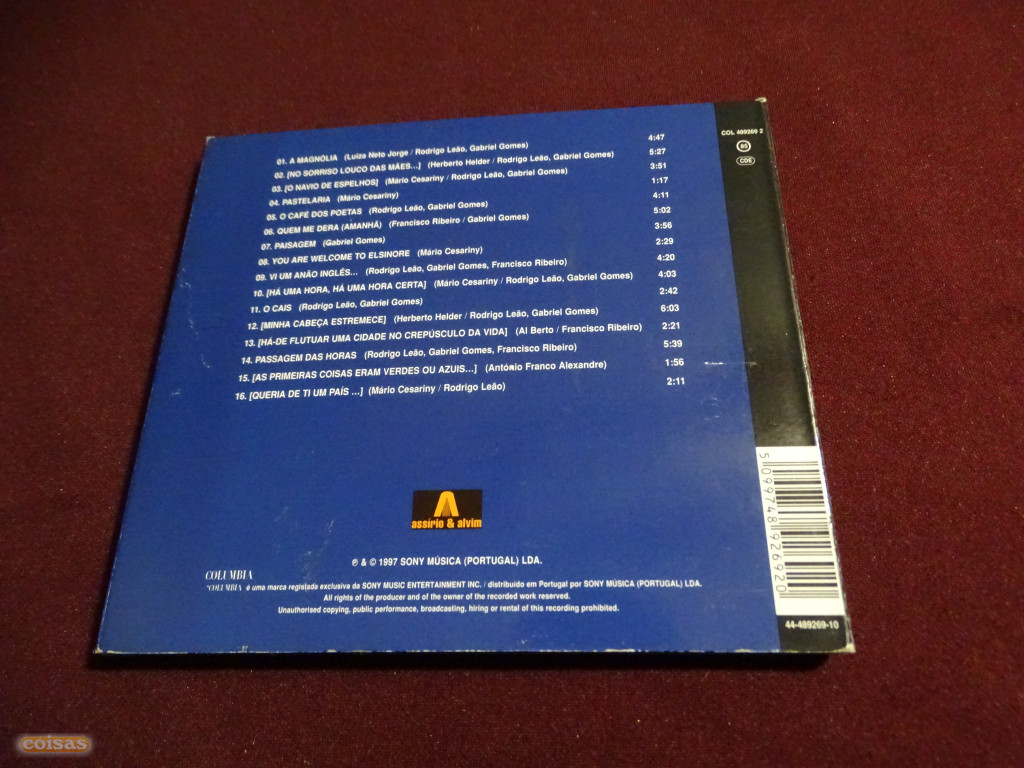 01. A MAGNÓLIA (Luiza Neto Jorge / Rodrigo Leão, Gabriel Gomes) 4:47
02. [NO SORRISO LOUCO DAS MÃES...] (Herberto Helder / Rodrigo Leão, Gabriel Gomes) 5:27
03. [O NAVIO DE ESPELHOS] (Mário Cesariny / Rodrigo Leão, Gabriel Gomes) 3:51
04. PASTELARIA (Mário Cesariny) 1:17
05. O CAFÉ DOS POETAS (Rodrigo Leão, Gabriel Gomes) 4:11
06. QUEM ME DERA (AMANHÃ) (Francisco Ribeiro / Gabriel Gomes) 5:02
07. PAISAGEM (Gabriel Gomes) 3:56
08. YOU ARE WELCOME TO ELSINORE (Mário Cesariny) 2:29
09. VI UM ANÃO INGLÊS... (Rodrigo Leão, Gabriel Gomes, Francisco Ribeiro) 4:20
10. [HÁ UMA HORA, HÁ UMA HORA CERTA] (Mário Cesariny / Rodrigo Leão, Gabriel Gomes) 4:03
11. O CAIS (Rodrigo Leão, Gabriel Gomes) 2:42
12. [MINHA CABEÇA ESTREMECE] (Herberto Helder / Rodrigo Leão, Gabriel Gomes) 6:03
13. [HÁ-DE FLUTUAR UMA CIDADE NO CREPÚSCULO DA VIDA] (Al Berto / Francisco Ribeiro) 2:21
14. PASSAGEM DAS HORAS (Rodrigo Leão, Gabriel Gomes, Francisco Ribeiro) 5:39
15. [AS PRIMEIRAS COISAS ERAM VERDES OU AZUIS...] (António Franco Alexandre) 1:56
16. [QUERIA DE TI UM PAÍS ...] (Mário Cesariny / Rodrigo Leão) 2:11
COL 489269 2
CDE
assírio & alvim
℗ & © 1997 SONY MÚSICA (PORTUGAL) LDA.
COLUMBIA
"COLUMBIA é uma marca registada exclusiva da SONY MUSIC ENTERTAINMENT INC. / distribuido em Portugal por SONY MÚSICA (PORTUGAL) LDA.
All rights of the producer and of the owner of the recorded work reserved.
Unauthorised copying, public performance, broadcasting, hiring or rental of this recording prohibited.
5 099748 926920
44-489269-10
coisas